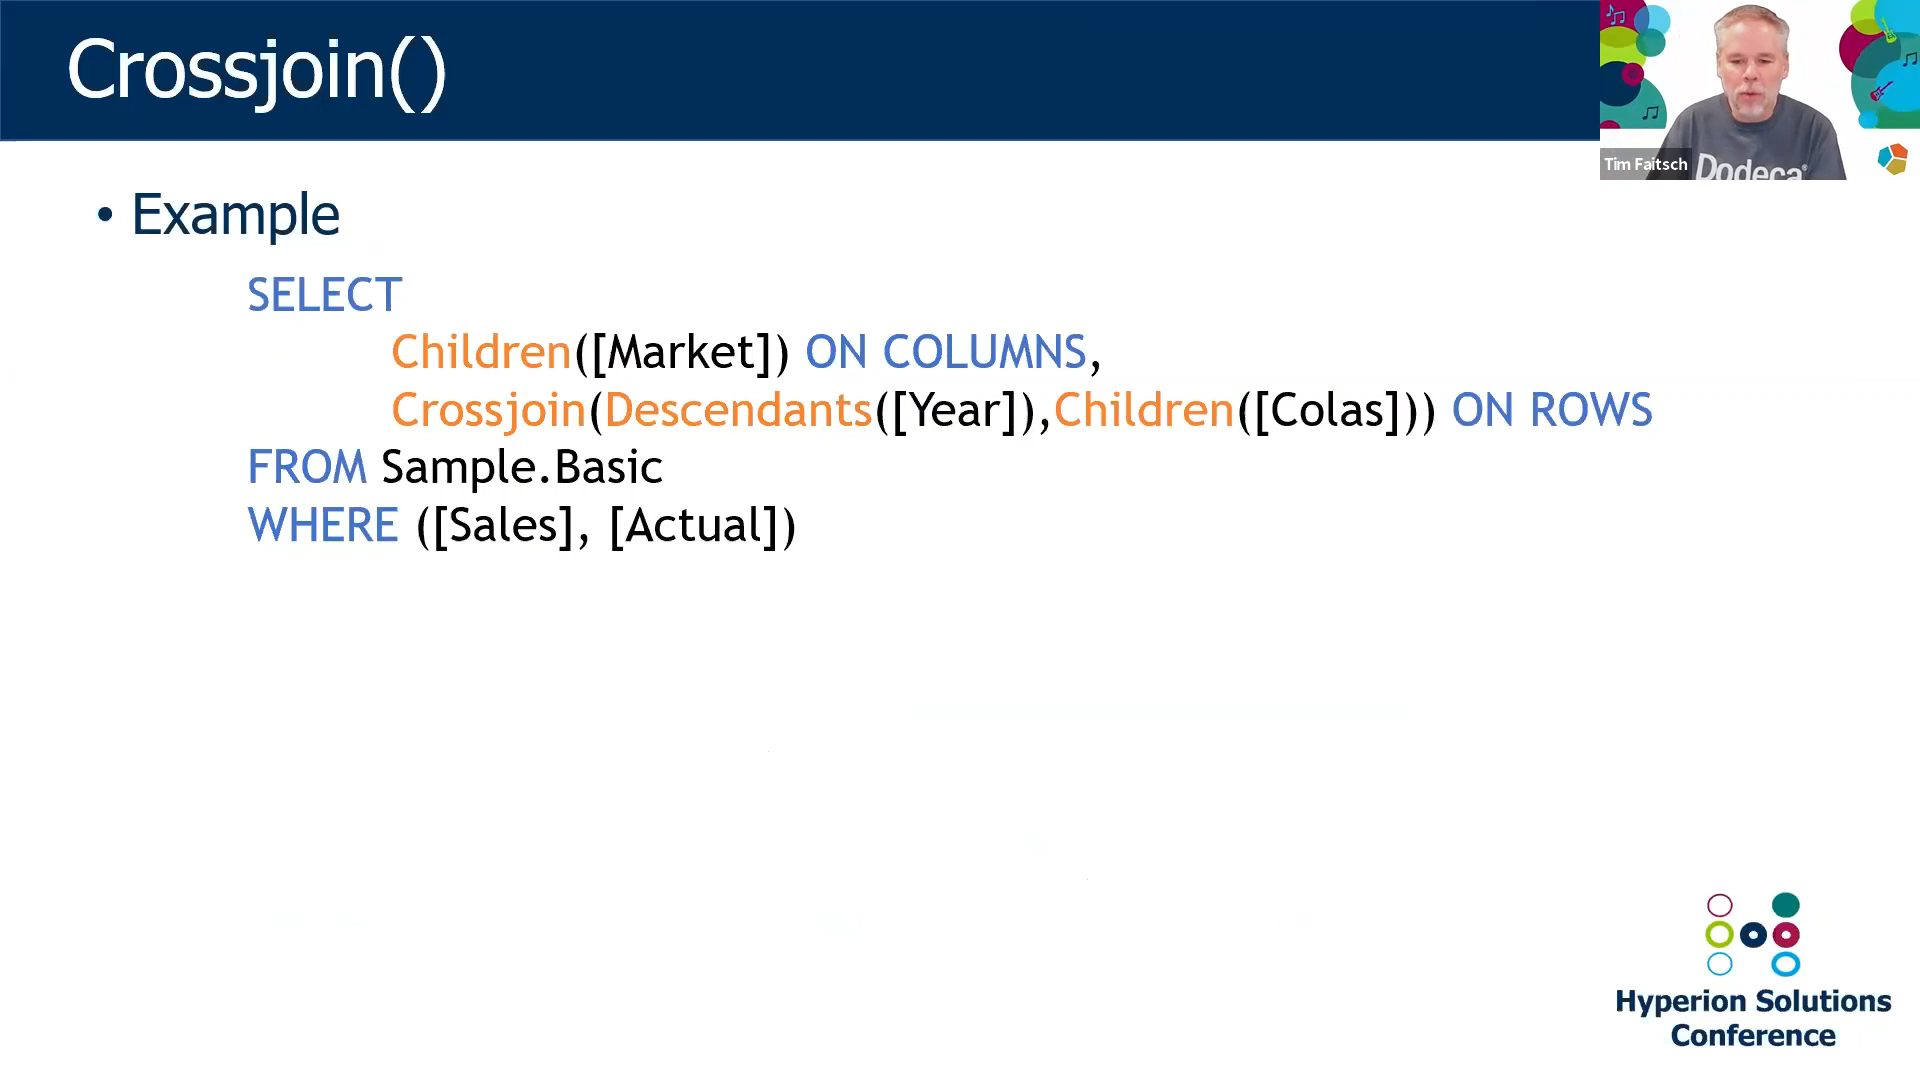 Crossjoin()
• Example
SELECT
Children([Market]) ON COLUMNS,
Crossjoin(Descendants([Year]),Children([Colas])) ON ROWS
FROM Sample.Basic
WHERE ([Sales], [Actual])
Tim Faitsch
Dodeca®
Hyperion Solutions
Conference